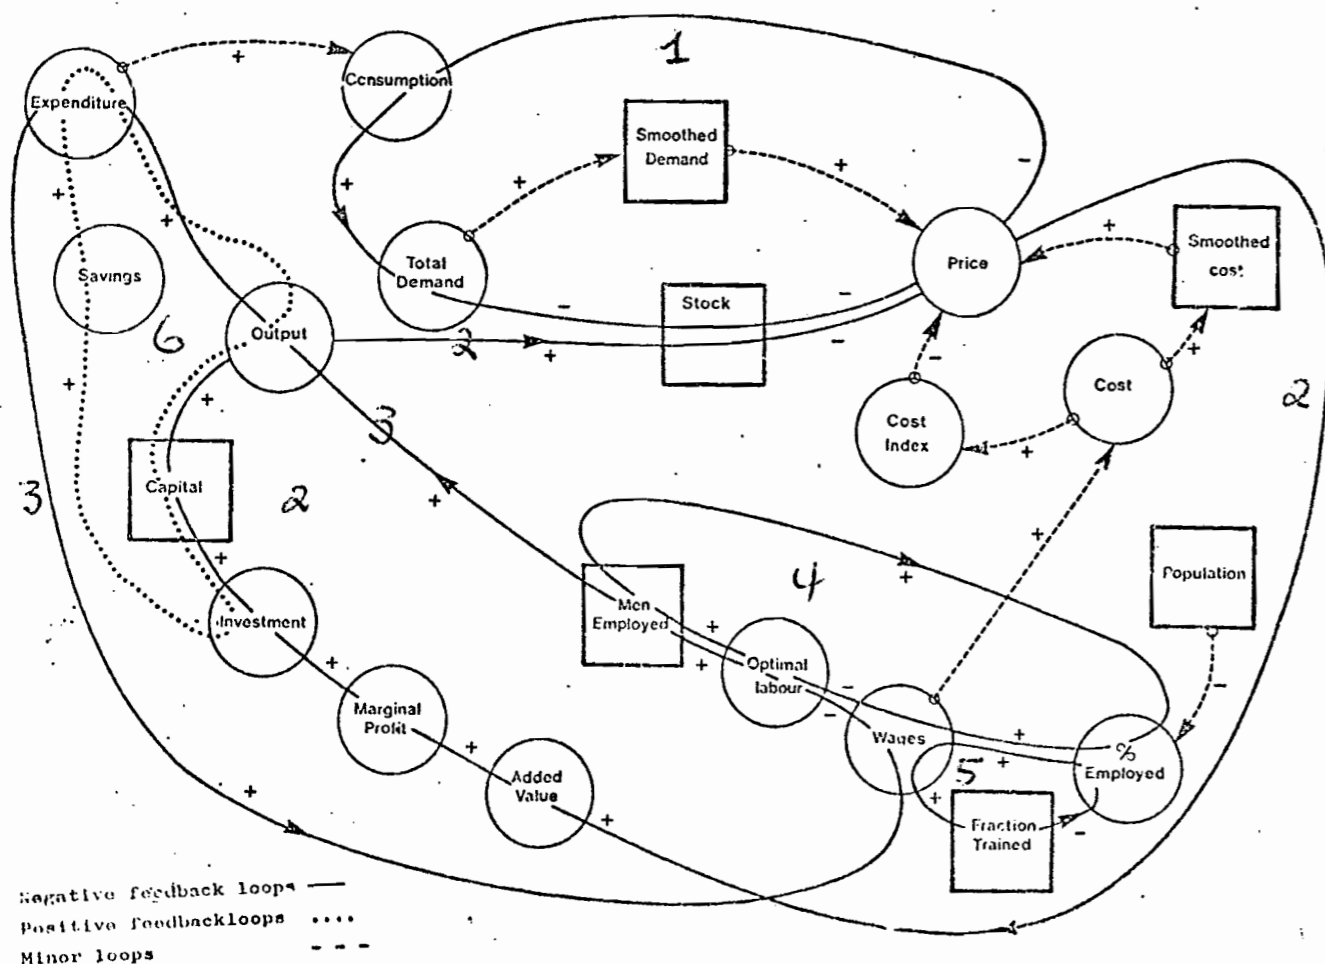 1
+
Expenditure
Consumption
Smoothed
Demand
+
+
-
+
+
+
Total
Demand
Price
+
Smoothed
cost
Savings
+
-
-
Stock
6
Output
2
+
-
-
+
Cost
2
+
+
3
Cost
Index
+
3
Capital
2
+
+
+
4
+
Population
Men
Employed
+
+
Optimal
labour
-
-
-
Investment
+
Marginal
Profit
+
Added
Value
+
Wages
+
+
5
%
Employed
+
Fraction
Trained
-
+
Negative feedback loops
Positive feedbackloops
Minor loops